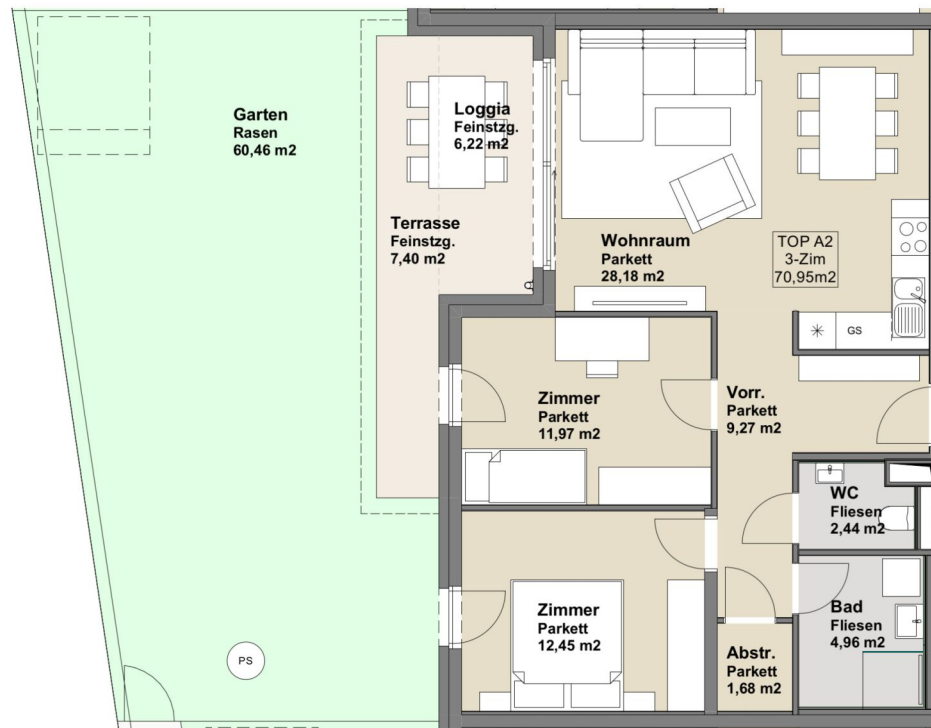 Garten
Rasen
60,46 m2
Loggia
Feinstzg.
6,22 m2
Terrasse
Feinstzg.
7,40 m2
Wohnraum
Parkett
28,18 m2
TOP A2
3-Zim
70,95m2
GS
Zimmer
Parkett
11,97 m2
Vorr.
Parkett
9,27 m2
WC
Fliesen
2,44 m2
Zimmer
Parkett
12,45 m2
Bad
Fliesen
4,96 m2
Abstr.
Parkett
1,68 m2
PS